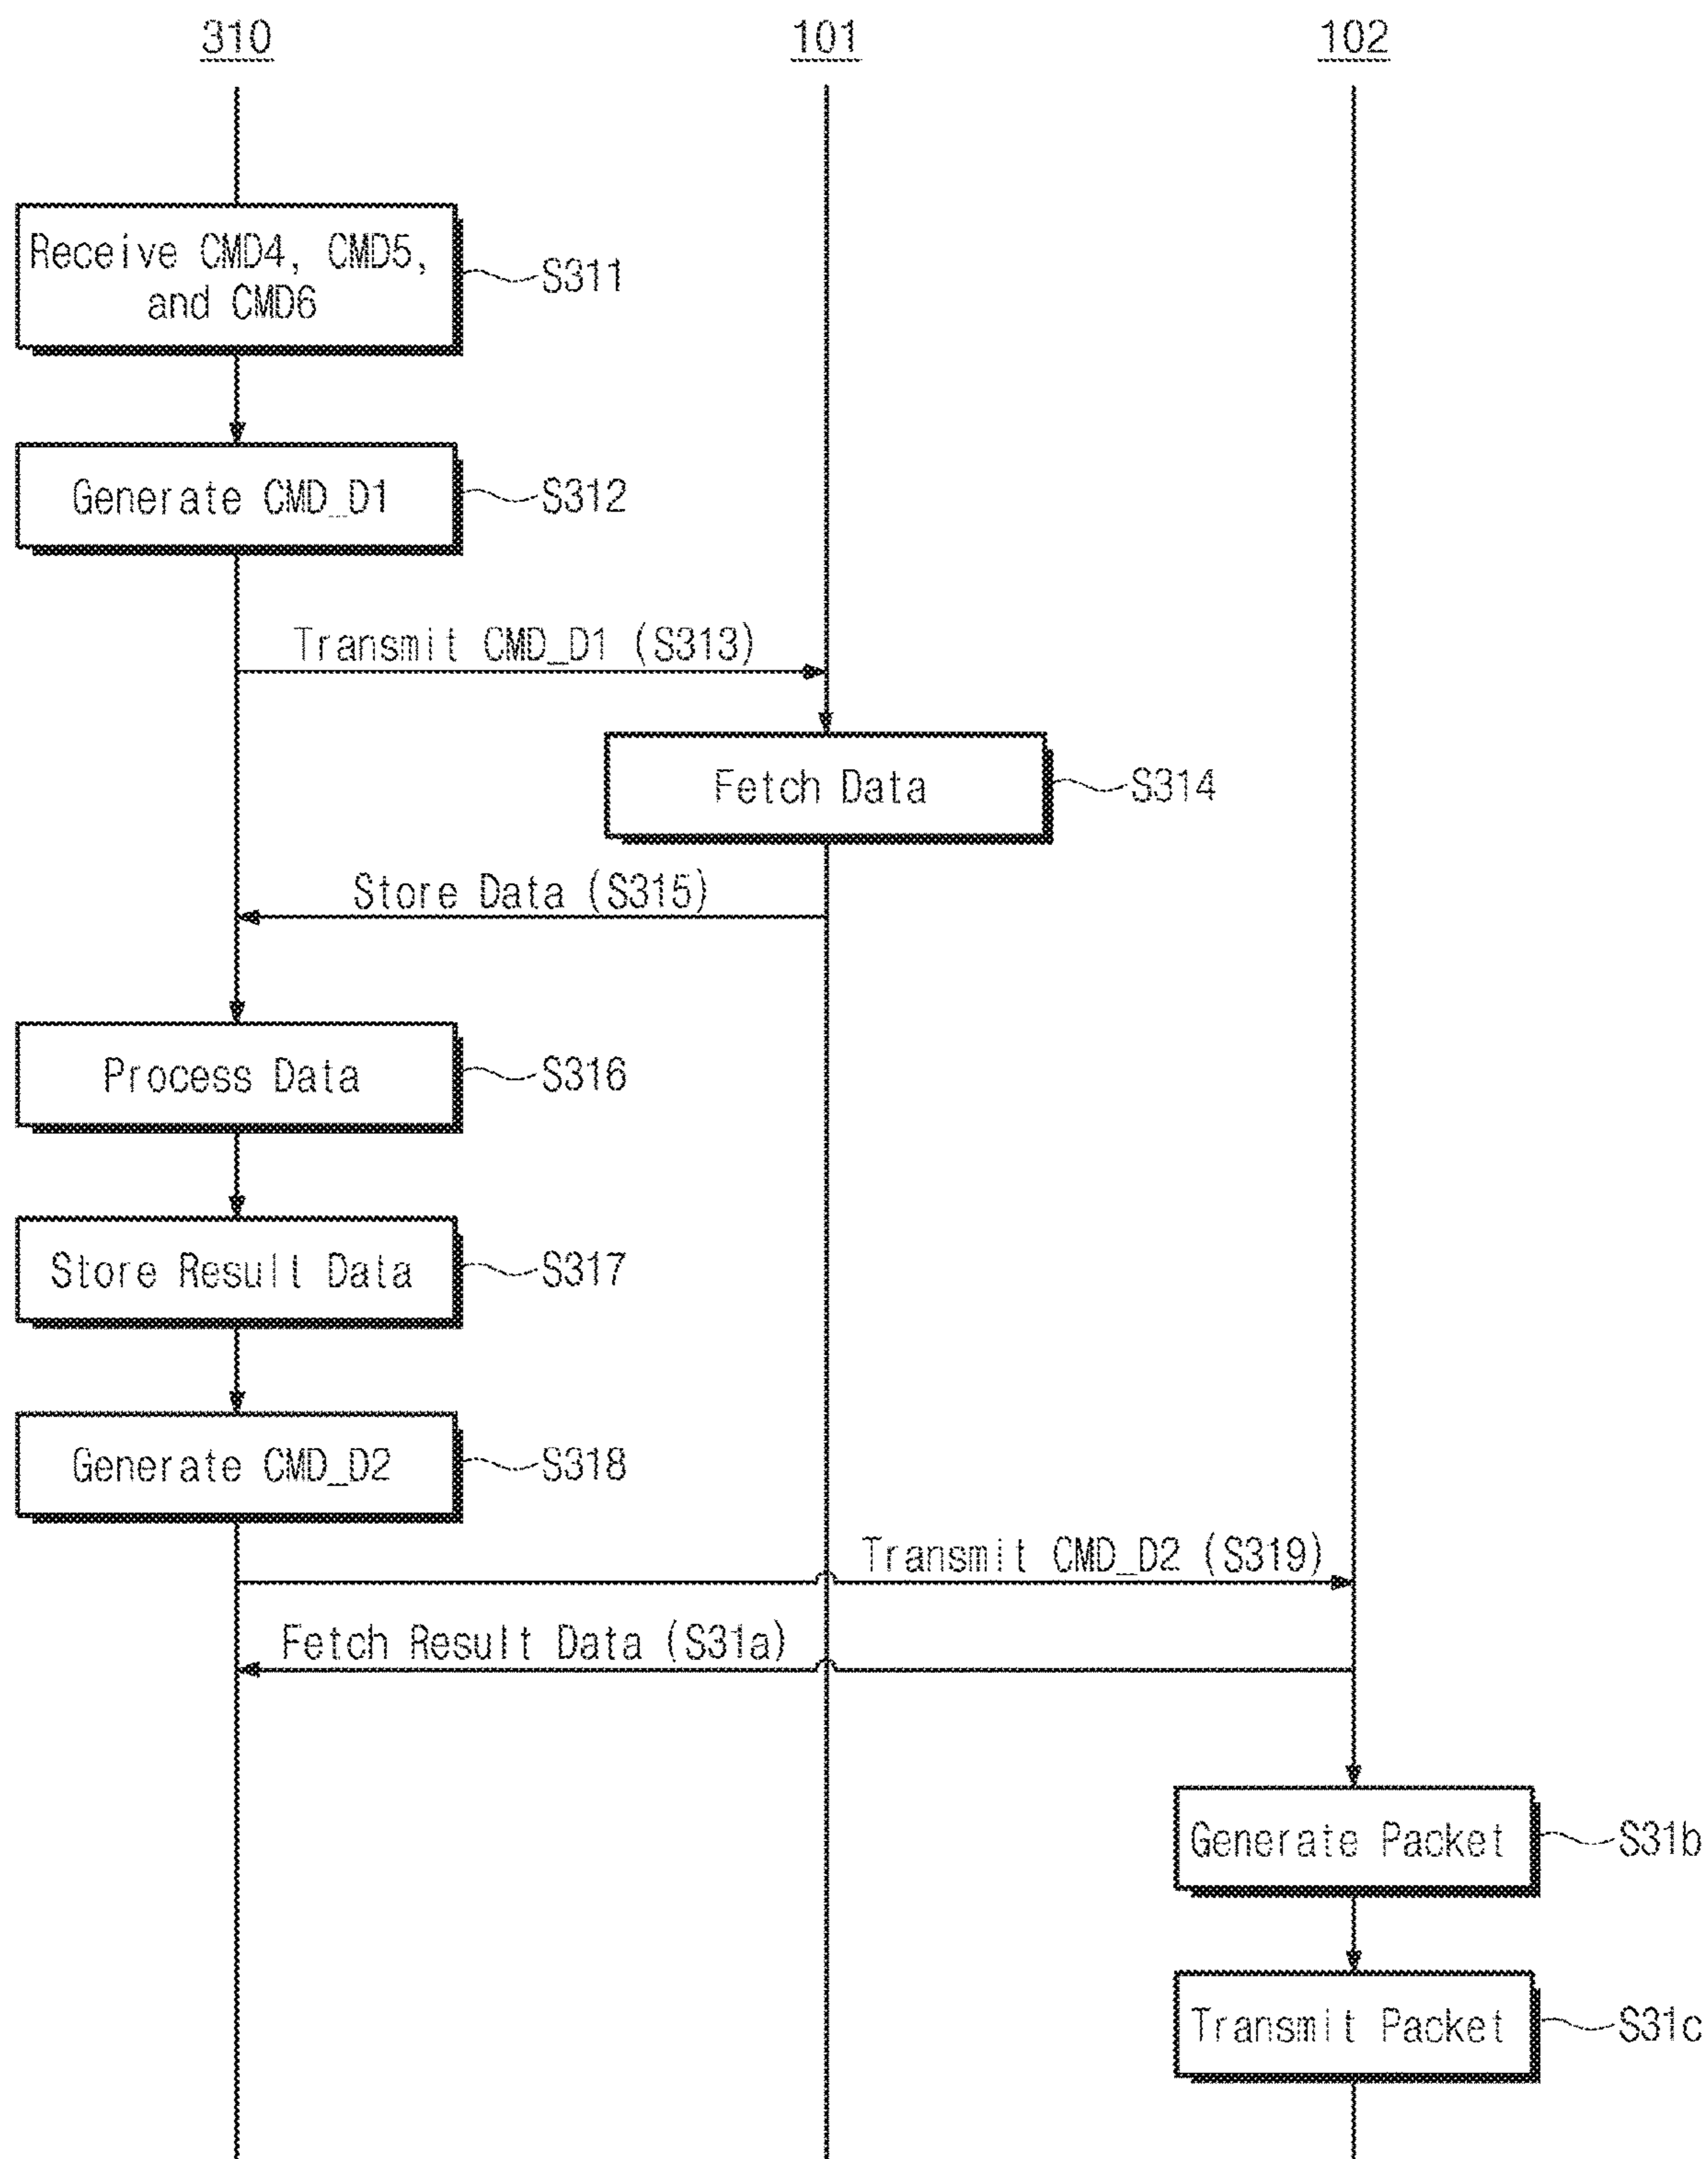 310
101
102
Receive CMD4, CMD5,
and CMD6
S311
Generate CMD_D1
S312
Transmit CMD_D1 (S313)
Fetch Data
S314
Store Data (S315)
Process Data
S316
Store Result Data
S317
Generate CMD_D2
S318
Transmit CMD_D2 (S319)
Fetch Result Data (S31a)
Generate Packet
S31b
Transmit Packet
S31c